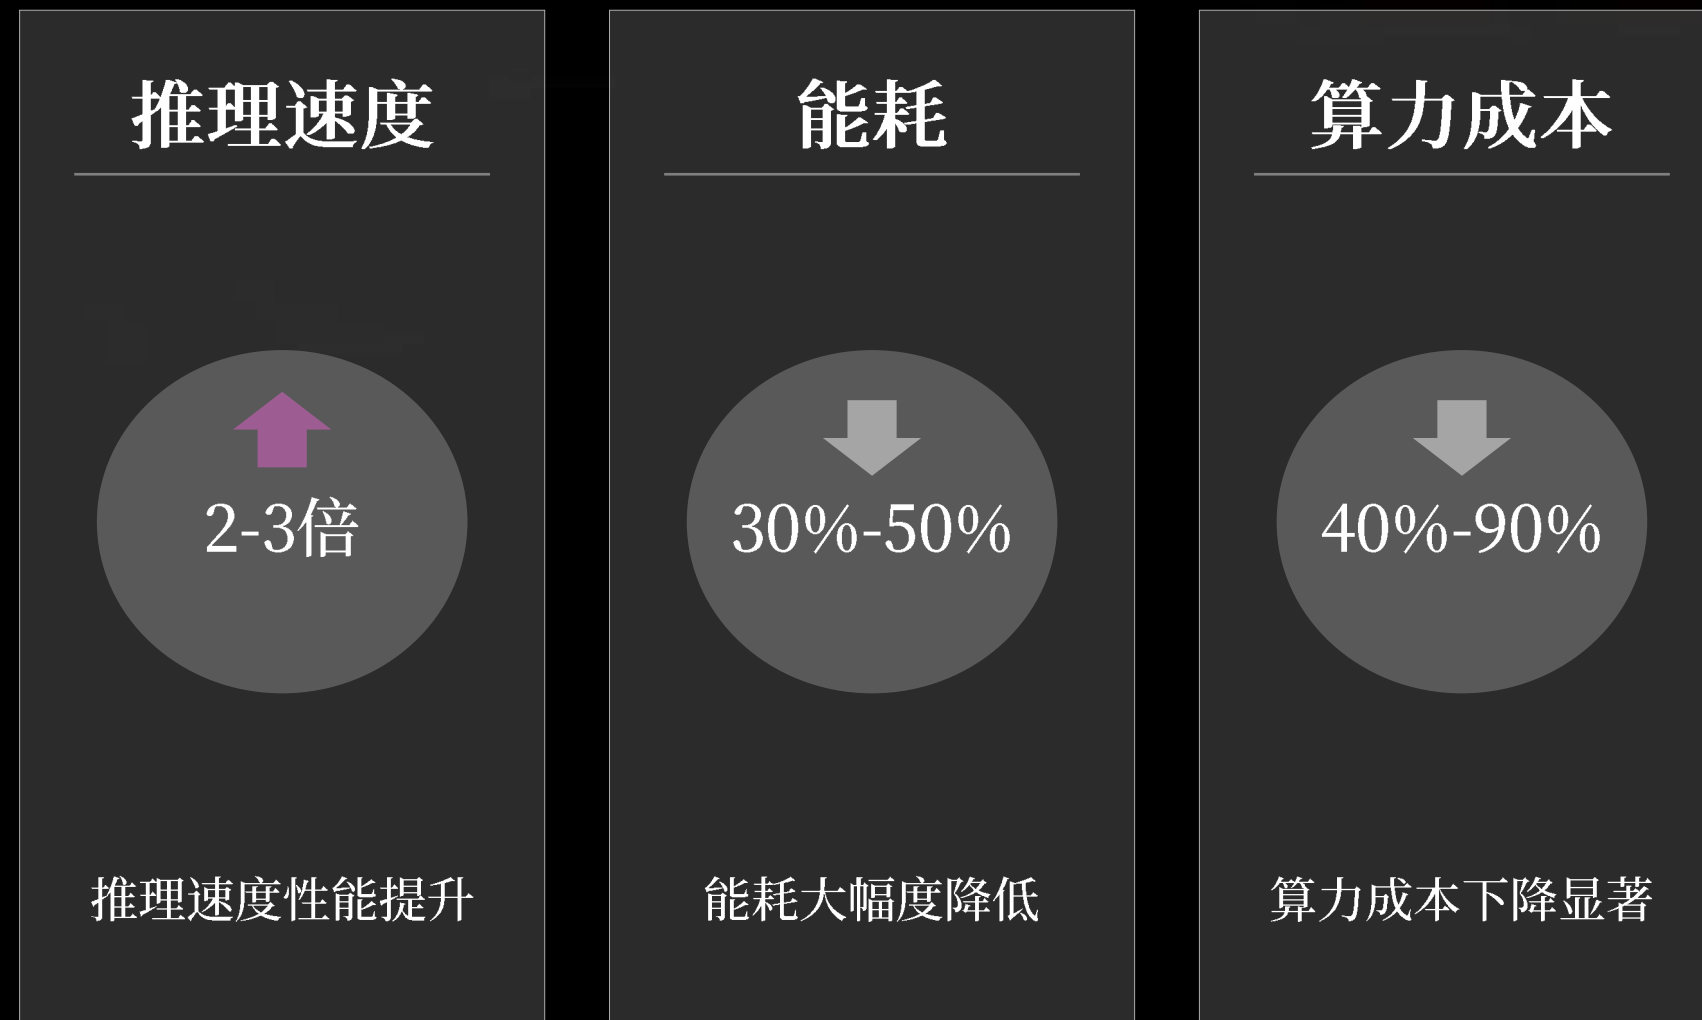 推理速度
2-3倍
推理速度性能提升
能耗
30%-50%
能耗大幅度降低
算力成本
40%-90%
算力成本下降显著